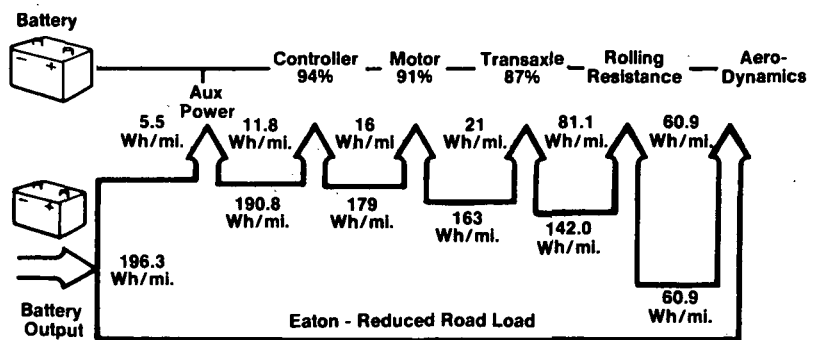 Battery
Controller
94%
Motor
91%
Transaxle
87%
Rolling
Resistance
Aero-
Dynamics
Aux
Power
5.5
Wh/mi.
11.8
Wh/mi.
16
Wh/mi.
21
Wh/mi.
81.1
Wh/mi.
60.9
Wh/mi.
190.8
Wh/mi.
179
Wh/mi.
163
Wh/mi.
142.0
Wh/mi.
60.9
Wh/mi.
196.3
Wh/mi.
Battery
Output
Eaton - Reduced Road Load